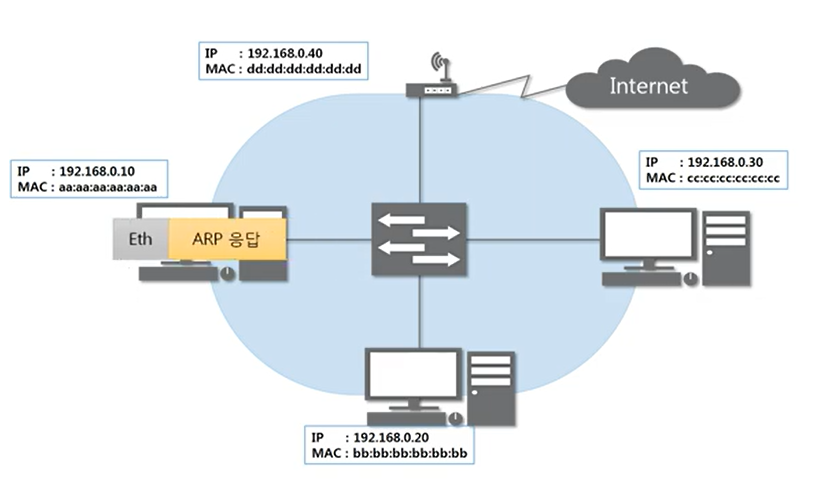 IP : 192.168.0.40
MAC : dd:dd:dd:dd:dd:dd
Internet
IP : 192.168.0.10
MAC : aa:aa:aa:aa:aa:aa
IP : 192.168.0.30
MAC : cc:cc:cc:cc:cc:cc
Eth
ARP 응답
IP : 192.168.0.20
MAC : bb:bb:bb:bb:bb:bb